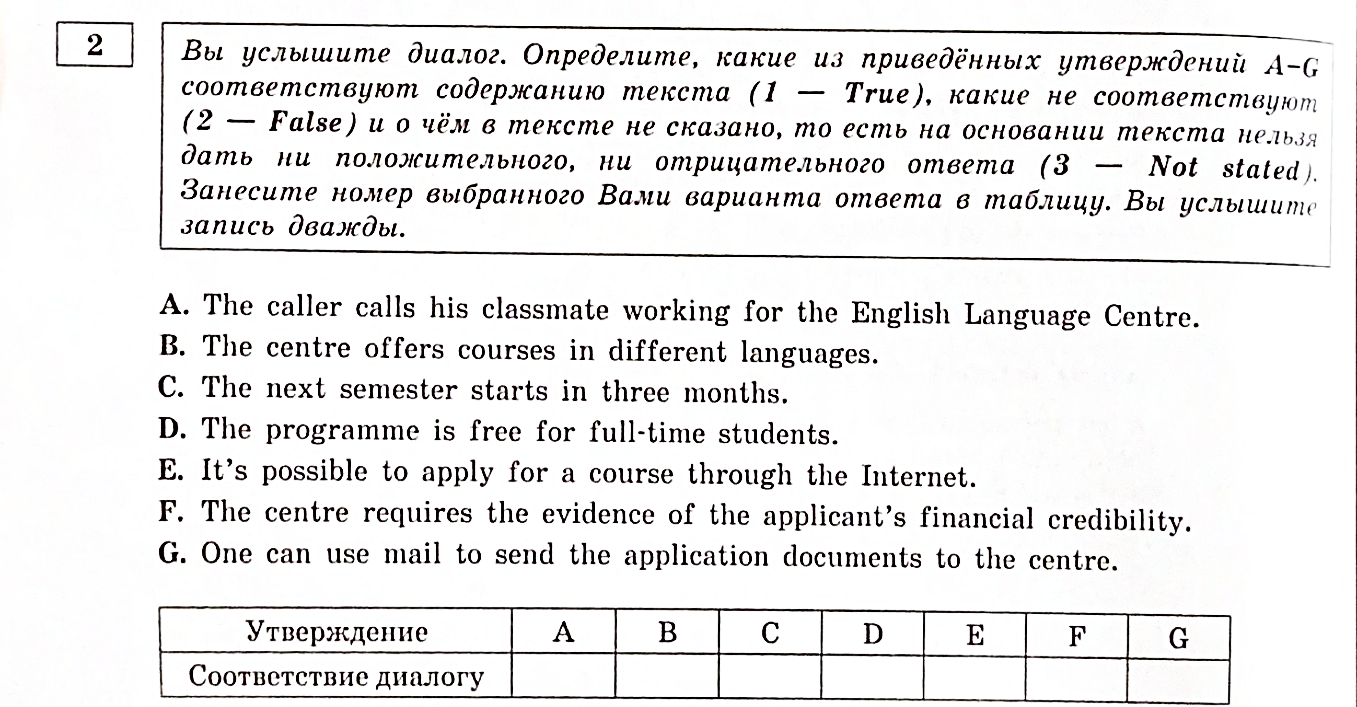 2
Вы услышите диалог. Определите, какие из приведённых утверждений A–G
соответствуют содержанию текста (1 — True), какие не соответствуют
(2 — False) и о чём в тексте не сказано, то есть на основании текста нельзя
дать ни положительного, ни отрицательного ответа (3 — Not stated).
Занесите номер выбранного Вами варианта ответа в таблицу. Вы услышите
запись дважды.
A. The caller calls his classmate working for the English Language Centre.
B. The centre offers courses in different languages.
C. The next semester starts in three months.
D. The programme is free for full-time students.
E. It's possible to apply for a course through the Internet.
F. The centre requires the evidence of the applicant's financial credibility.
G. One can use mail to send the application documents to the centre.
Утверждение A B C D E F G
Соответствие диалогу